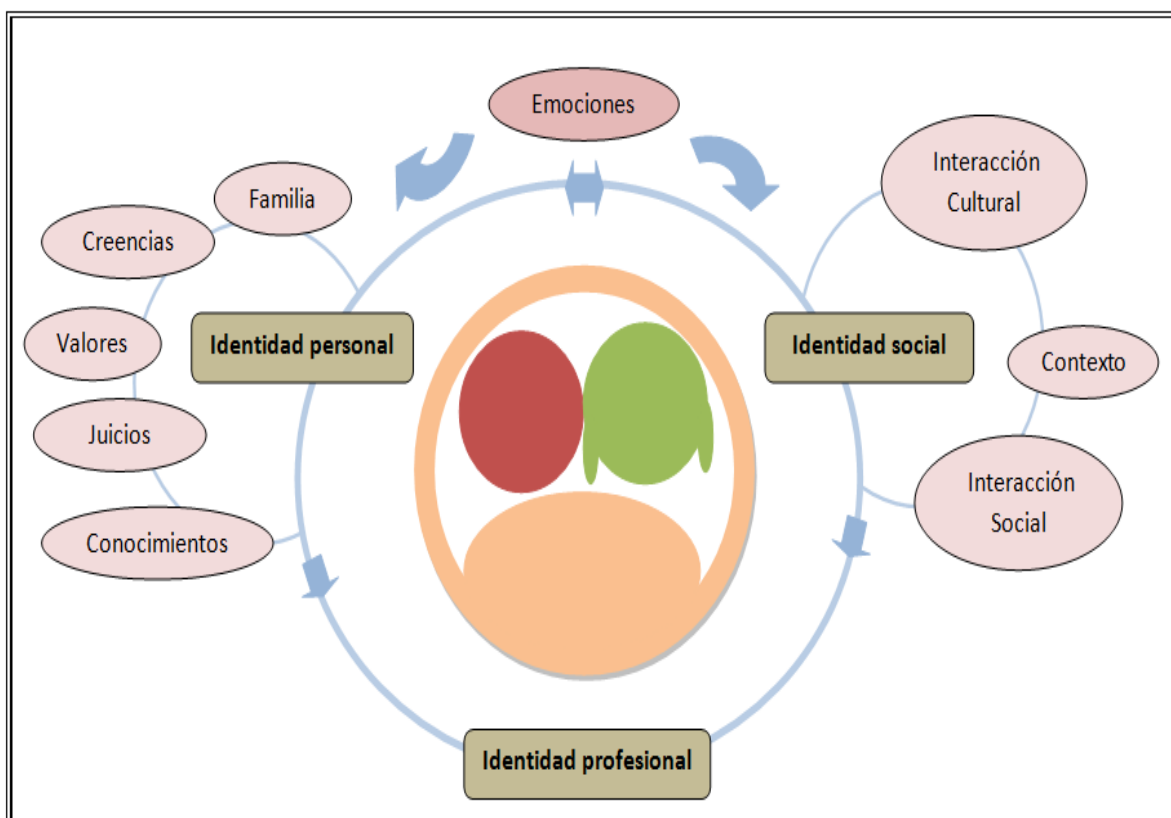 Emociones
Familia
Creencias
Valores
Juicios
Conocimientos
Identidad personal
Interacción
Cultural
Identidad social
Contexto
Interacción
Social
Identidad profesional